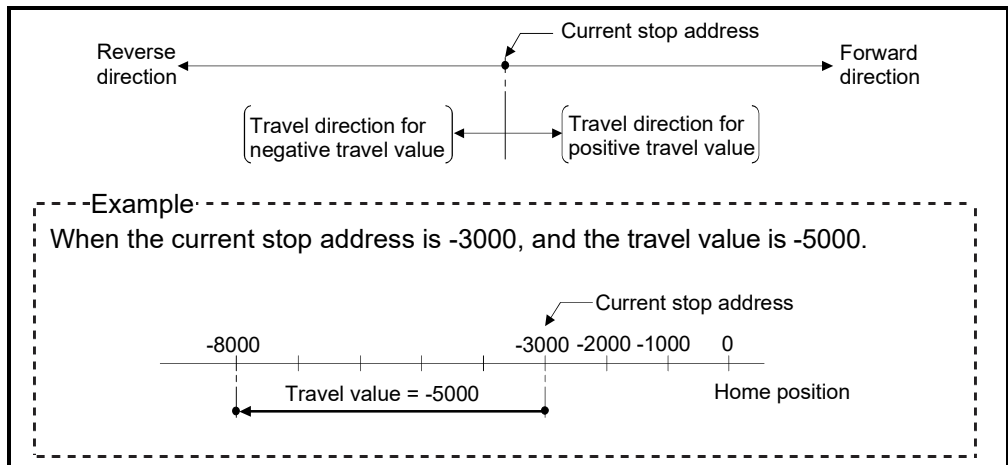 Current stop address
Reverse
direction
Forward
direction
Travel direction for
negative travel value
Travel direction for
positive travel value
Example
When the current stop address is -3000, and the travel value is -5000.
Current stop address
-8000 -3000 -2000 -1000 0
Travel value = -5000 Home position